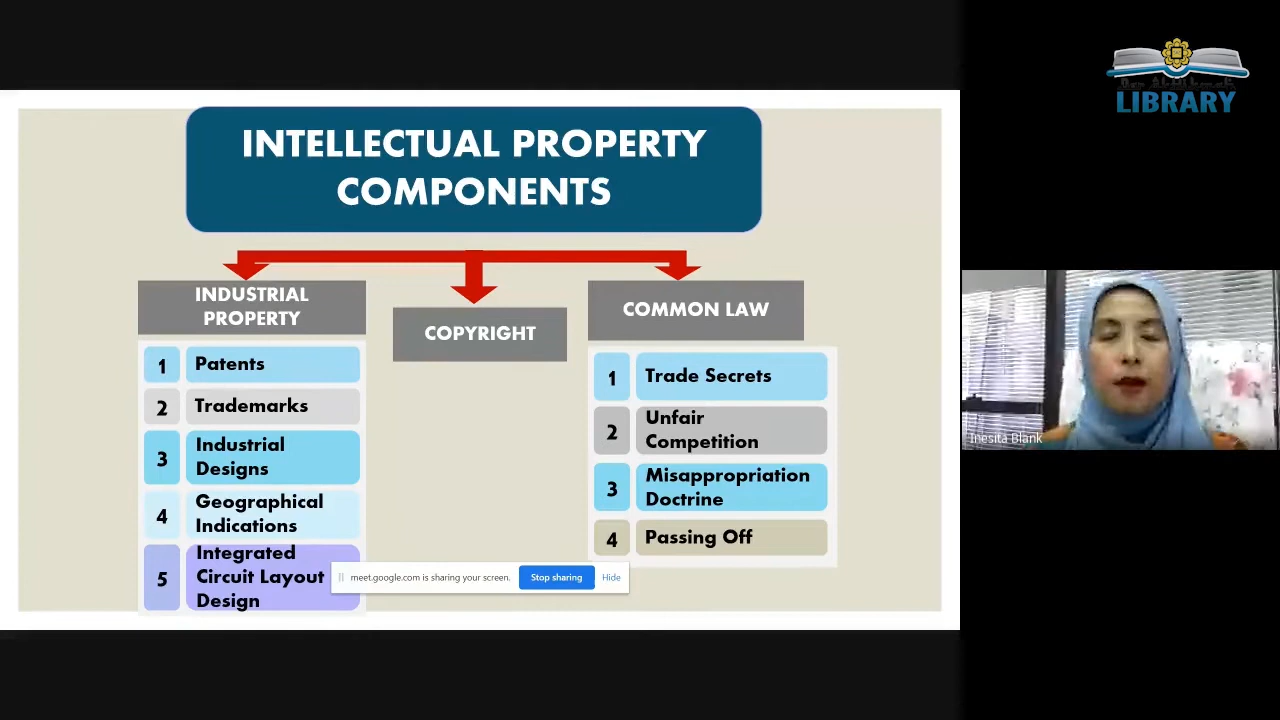 INTELLECTUAL PROPERTY
COMPONENTS
INDUSTRIAL
PROPERTY
1
Patents
2
Trademarks
3
Industrial
Designs
4
Geographical
Indications
5
Integrated
Circuit Layout
Design
COPYRIGHT
COMMON LAW
1
Trade Secrets
2
Unfair
Competition
3
Misappropriation
Doctrine
4
Passing Off
meet.google.com is sharing your screen.
Stop sharing
Hide
LIBRARY
Inesita Blank